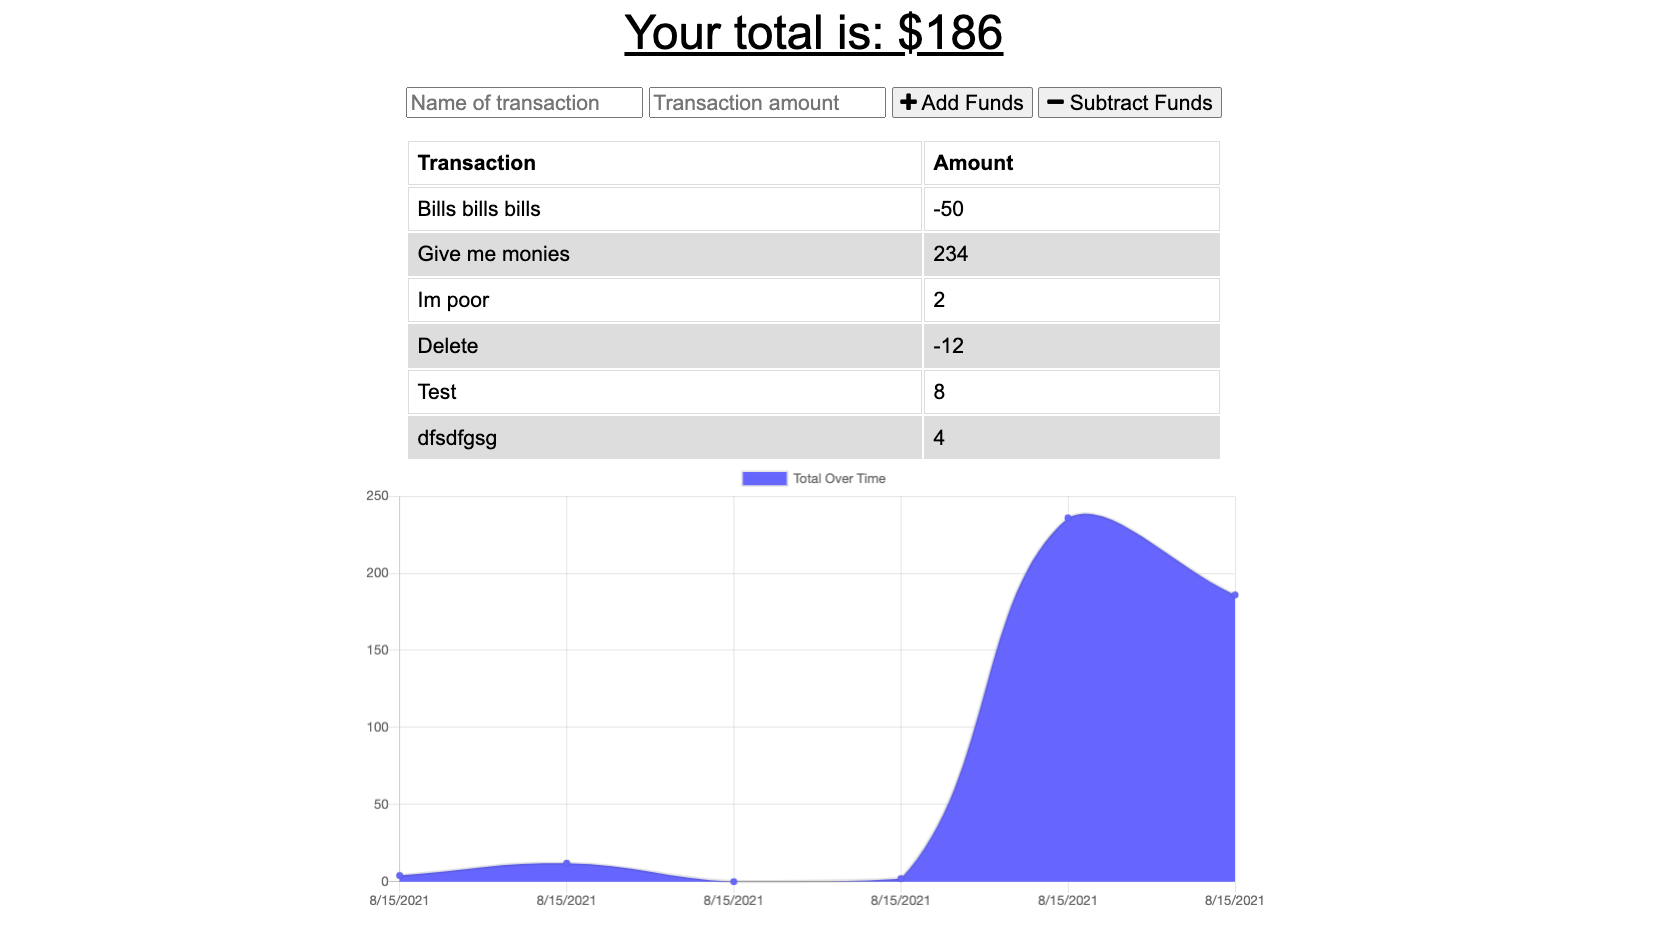 Your total is: $186
Name of transaction Transaction amount Add Funds Subtract Funds
Transaction Amount
Bills bills bills -50
Give me monies 234
Im poor 2
Delete -12
Test 8
dfsdfgsg 4
Total Over Time
250
200
150
100
50
0
8/15/2021 8/15/2021 8/15/2021 8/15/2021 8/15/2021 8/15/2021